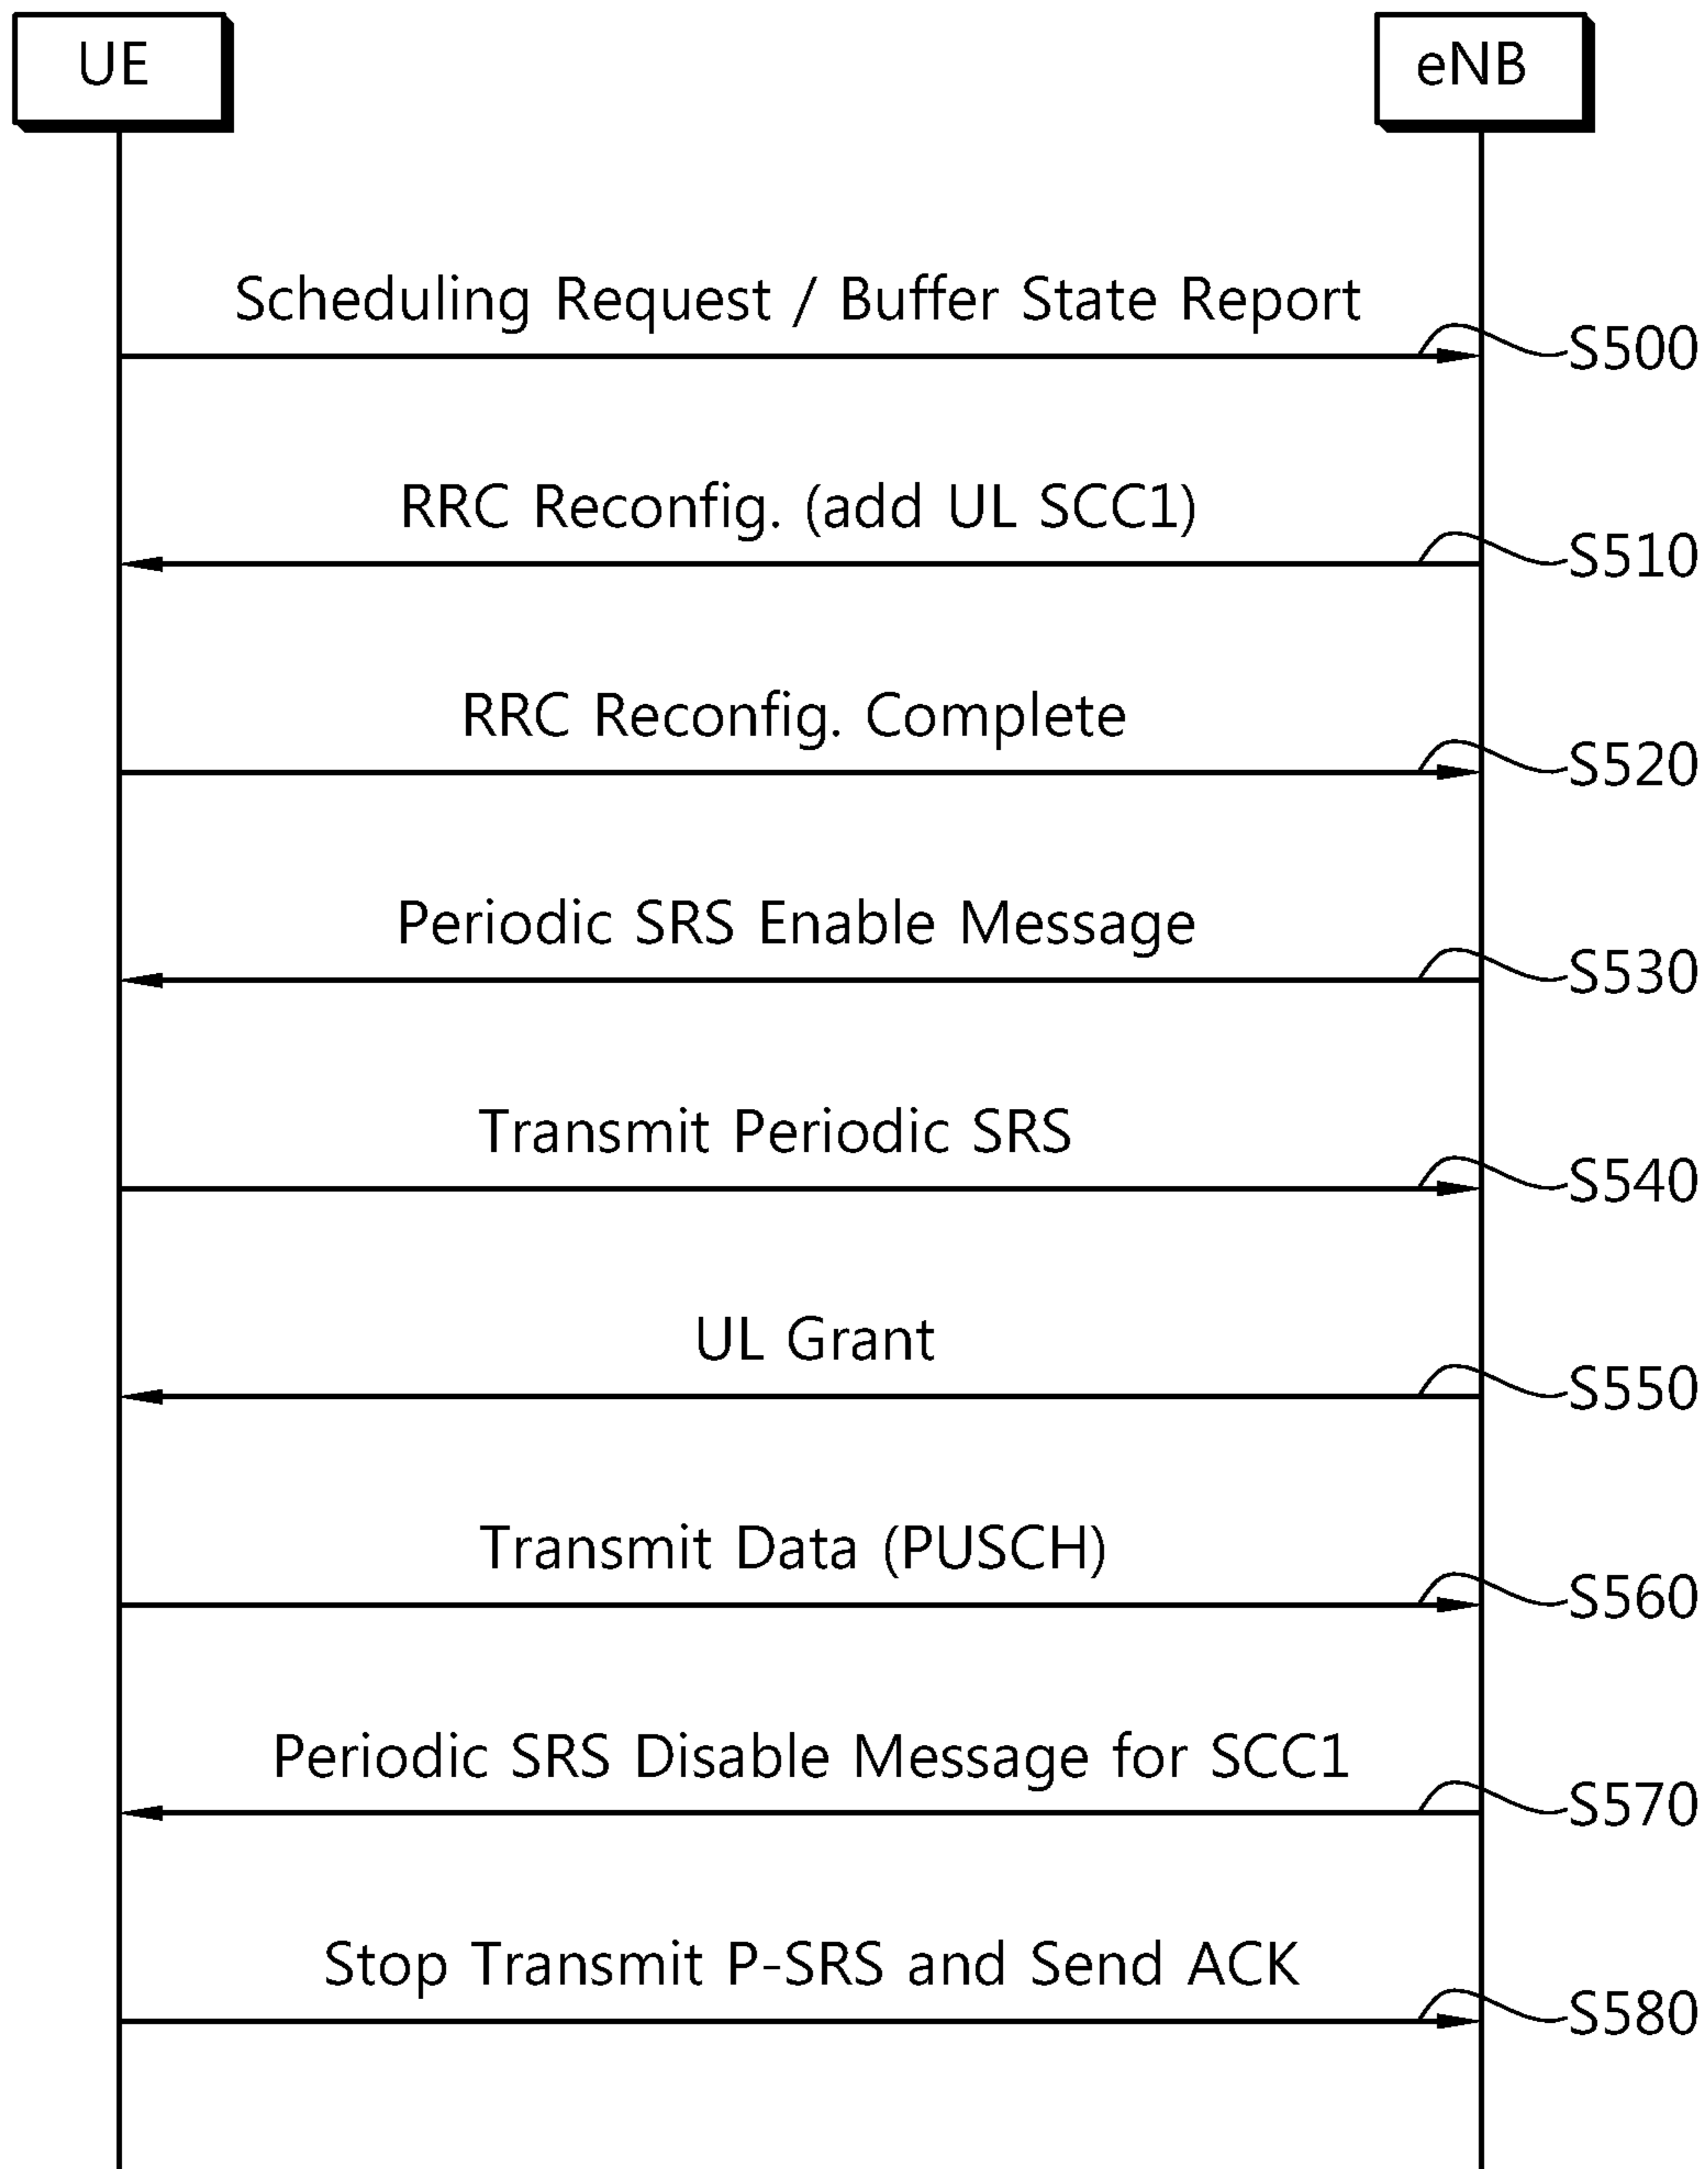 UE
eNB
Scheduling Request / Buffer State Report
S500
RRC Reconfig. (add UL SCC1)
S510
RRC Reconfig. Complete
S520
Periodic SRS Enable Message
S530
Transmit Periodic SRS
S540
UL Grant
S550
Transmit Data (PUSCH)
S560
Periodic SRS Disable Message for SCC1
S570
Stop Transmit P-SRS and Send ACK
S580